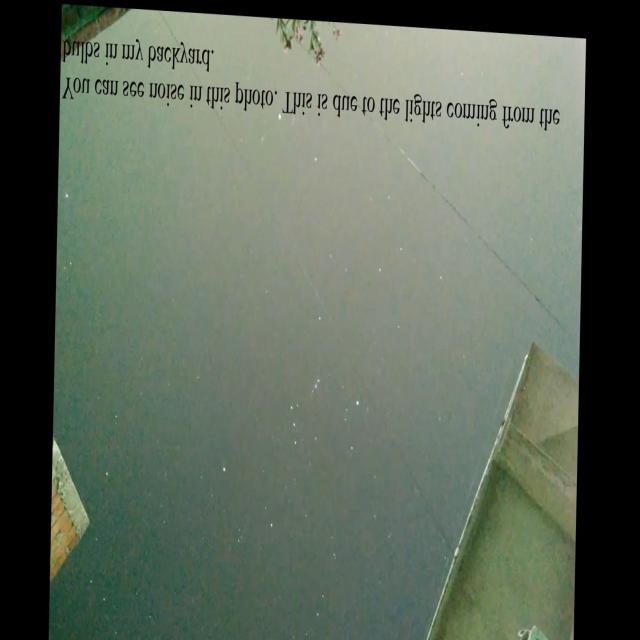 You can see noise in this photo. This is due to the lights coming from the
bulbs in my backyard.